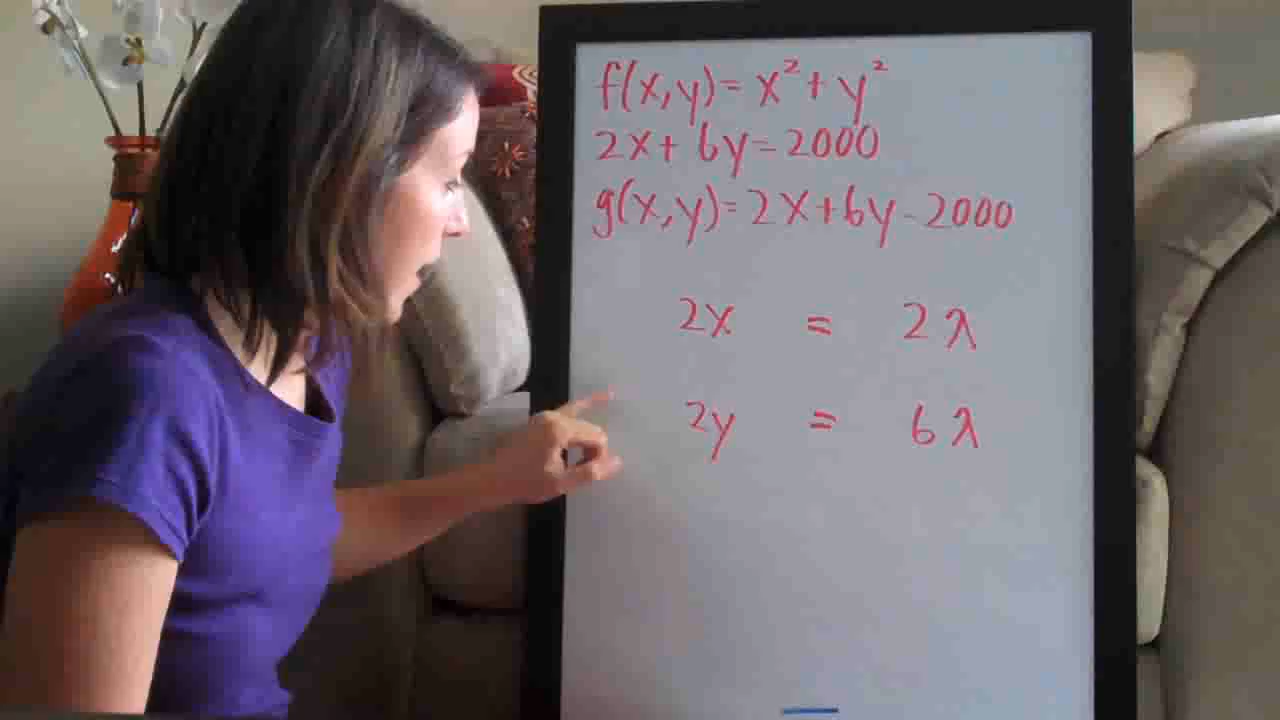 f(x,y)=x²+y²
2x+6y=2000
g(x,y)=2x+6y-2000
2x = 2λ
2y = 6λ